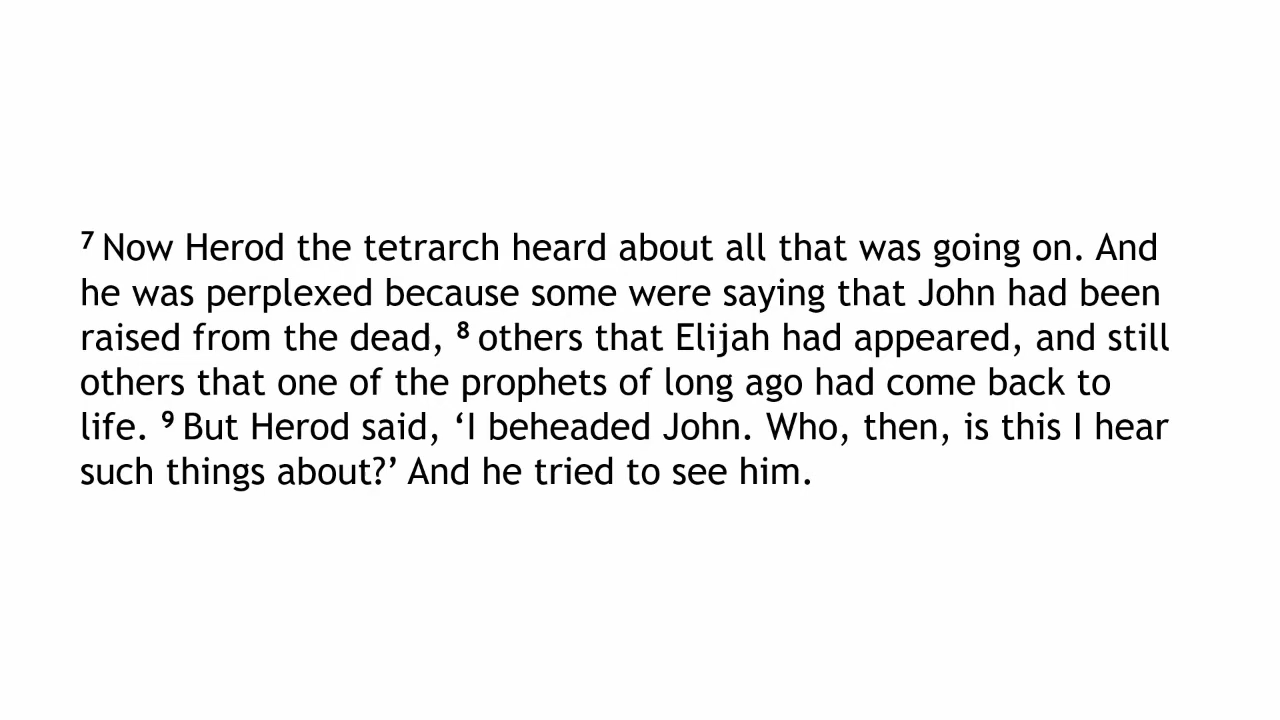 7 Now Herod the tetrarch heard about all that was going on. And
he was perplexed because some were saying that John had been
raised from the dead, 8 others that Elijah had appeared, and still
others that one of the prophets of long ago had come back to
life. 9 But Herod said, ‘I beheaded John. Who, then, is this I hear
such things about?’ And he tried to see him.